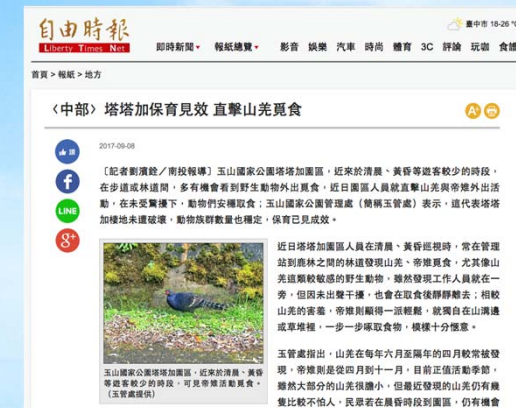 自由時報
Liberty Times Net
臺中市 18-26
即時新聞 報紙總覽 影音 娛樂 汽車 時尚 體育 3C 評論 玩咖 食譜
首頁 > 報紙 > 地方
〈中部〉塔塔加保育見效 直擊山羌覓食
A+
讚
2017-09-08
〔記者劉濱銓／南投報導〕玉山國家公園塔塔加園區，近來於清晨、黃昏等遊客較少的時段，
在步道或林道間，多有機會看到野生動物外出覓食，近日園區人員就直擊山羌與帝雉外出活
動，在未受驚擾下，動物們安穩取食；玉山國家公園管理處（簡稱玉管處）表示，這代表塔塔
加棲地未遭破壞，動物族群數量也穩定，保育已見成效。
LINE
g+
近日塔塔加園區人員在清晨、黃昏巡視時，常在管理
站到鹿林之間的林道發現山羌、帝雉覓食，尤其像山
羌這類較敏感的野生動物，雖然發現工作人員就在一
旁，但因未出聲干擾，也會在取食後靜靜離去；相較
山羌的害羞，帝雉則顯得一派輕鬆，就獨自在山溝邊
或草堆裡，一步一步啄取食物，模樣十分愜意。
玉山國家公園塔塔加園區，近來於清晨、黃昏
等遊客較少的時段，可見帝雉活動覓食。
（玉管處提供）
玉管處指出，山羌在每年六月至隔年的四月較常被發
現，帝雉則是從四月到十一月，目前正值活動季節，
雖然大部分的山羌很膽小，但最近發現的山羌仍有幾
隻比較不怕人，民眾若在晨昏時段到園區，仍有機會